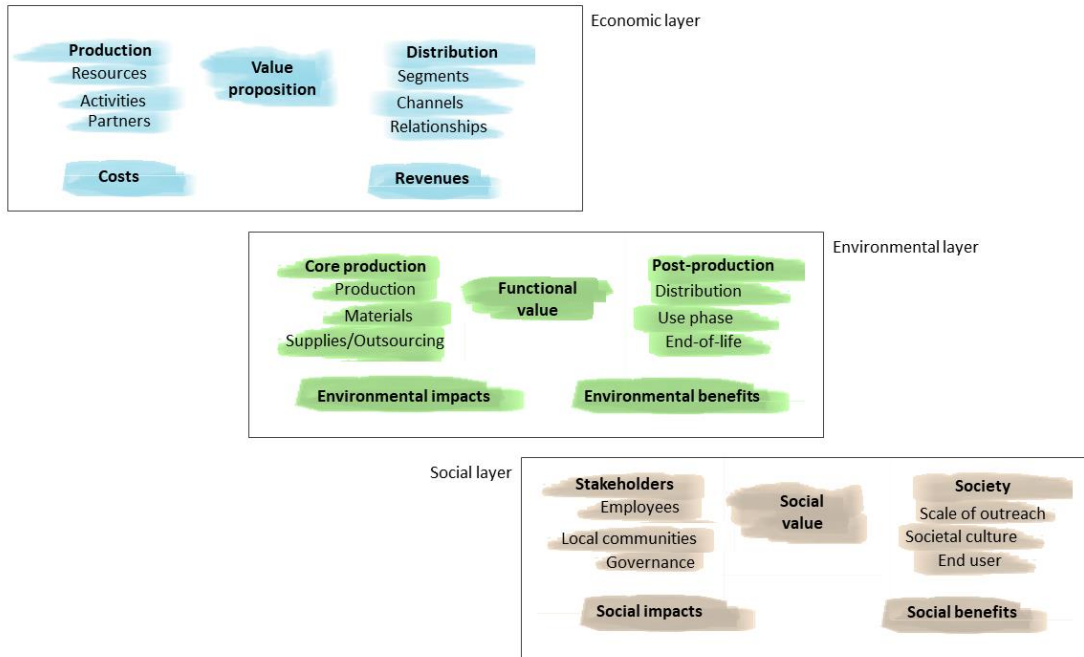 Economic layer
Production
Resources
Activities
Partners
Value
proposition
Distribution
Segments
Channels
Relationships
Costs
Revenues
Environmental layer
Core production
Production
Materials
Supplies/Outsourcing
Functional
value
Post-production
Distribution
Use phase
End-of-life
Environmental impacts
Environmental benefits
Social layer
Stakeholders
Employees
Local communities
Governance
Social
value
Society
Scale of outreach
Societal culture
End user
Social impacts
Social benefits